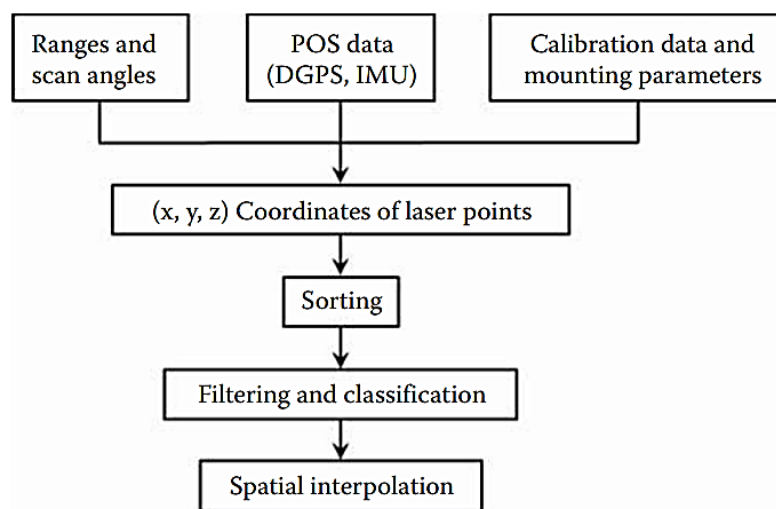 Ranges and
scan angles
POS data
(DGPS, IMU)
Calibration data and
mounting parameters
(x, y, z) Coordinates of laser points
Sorting
Filtering and classification
Spatial interpolation